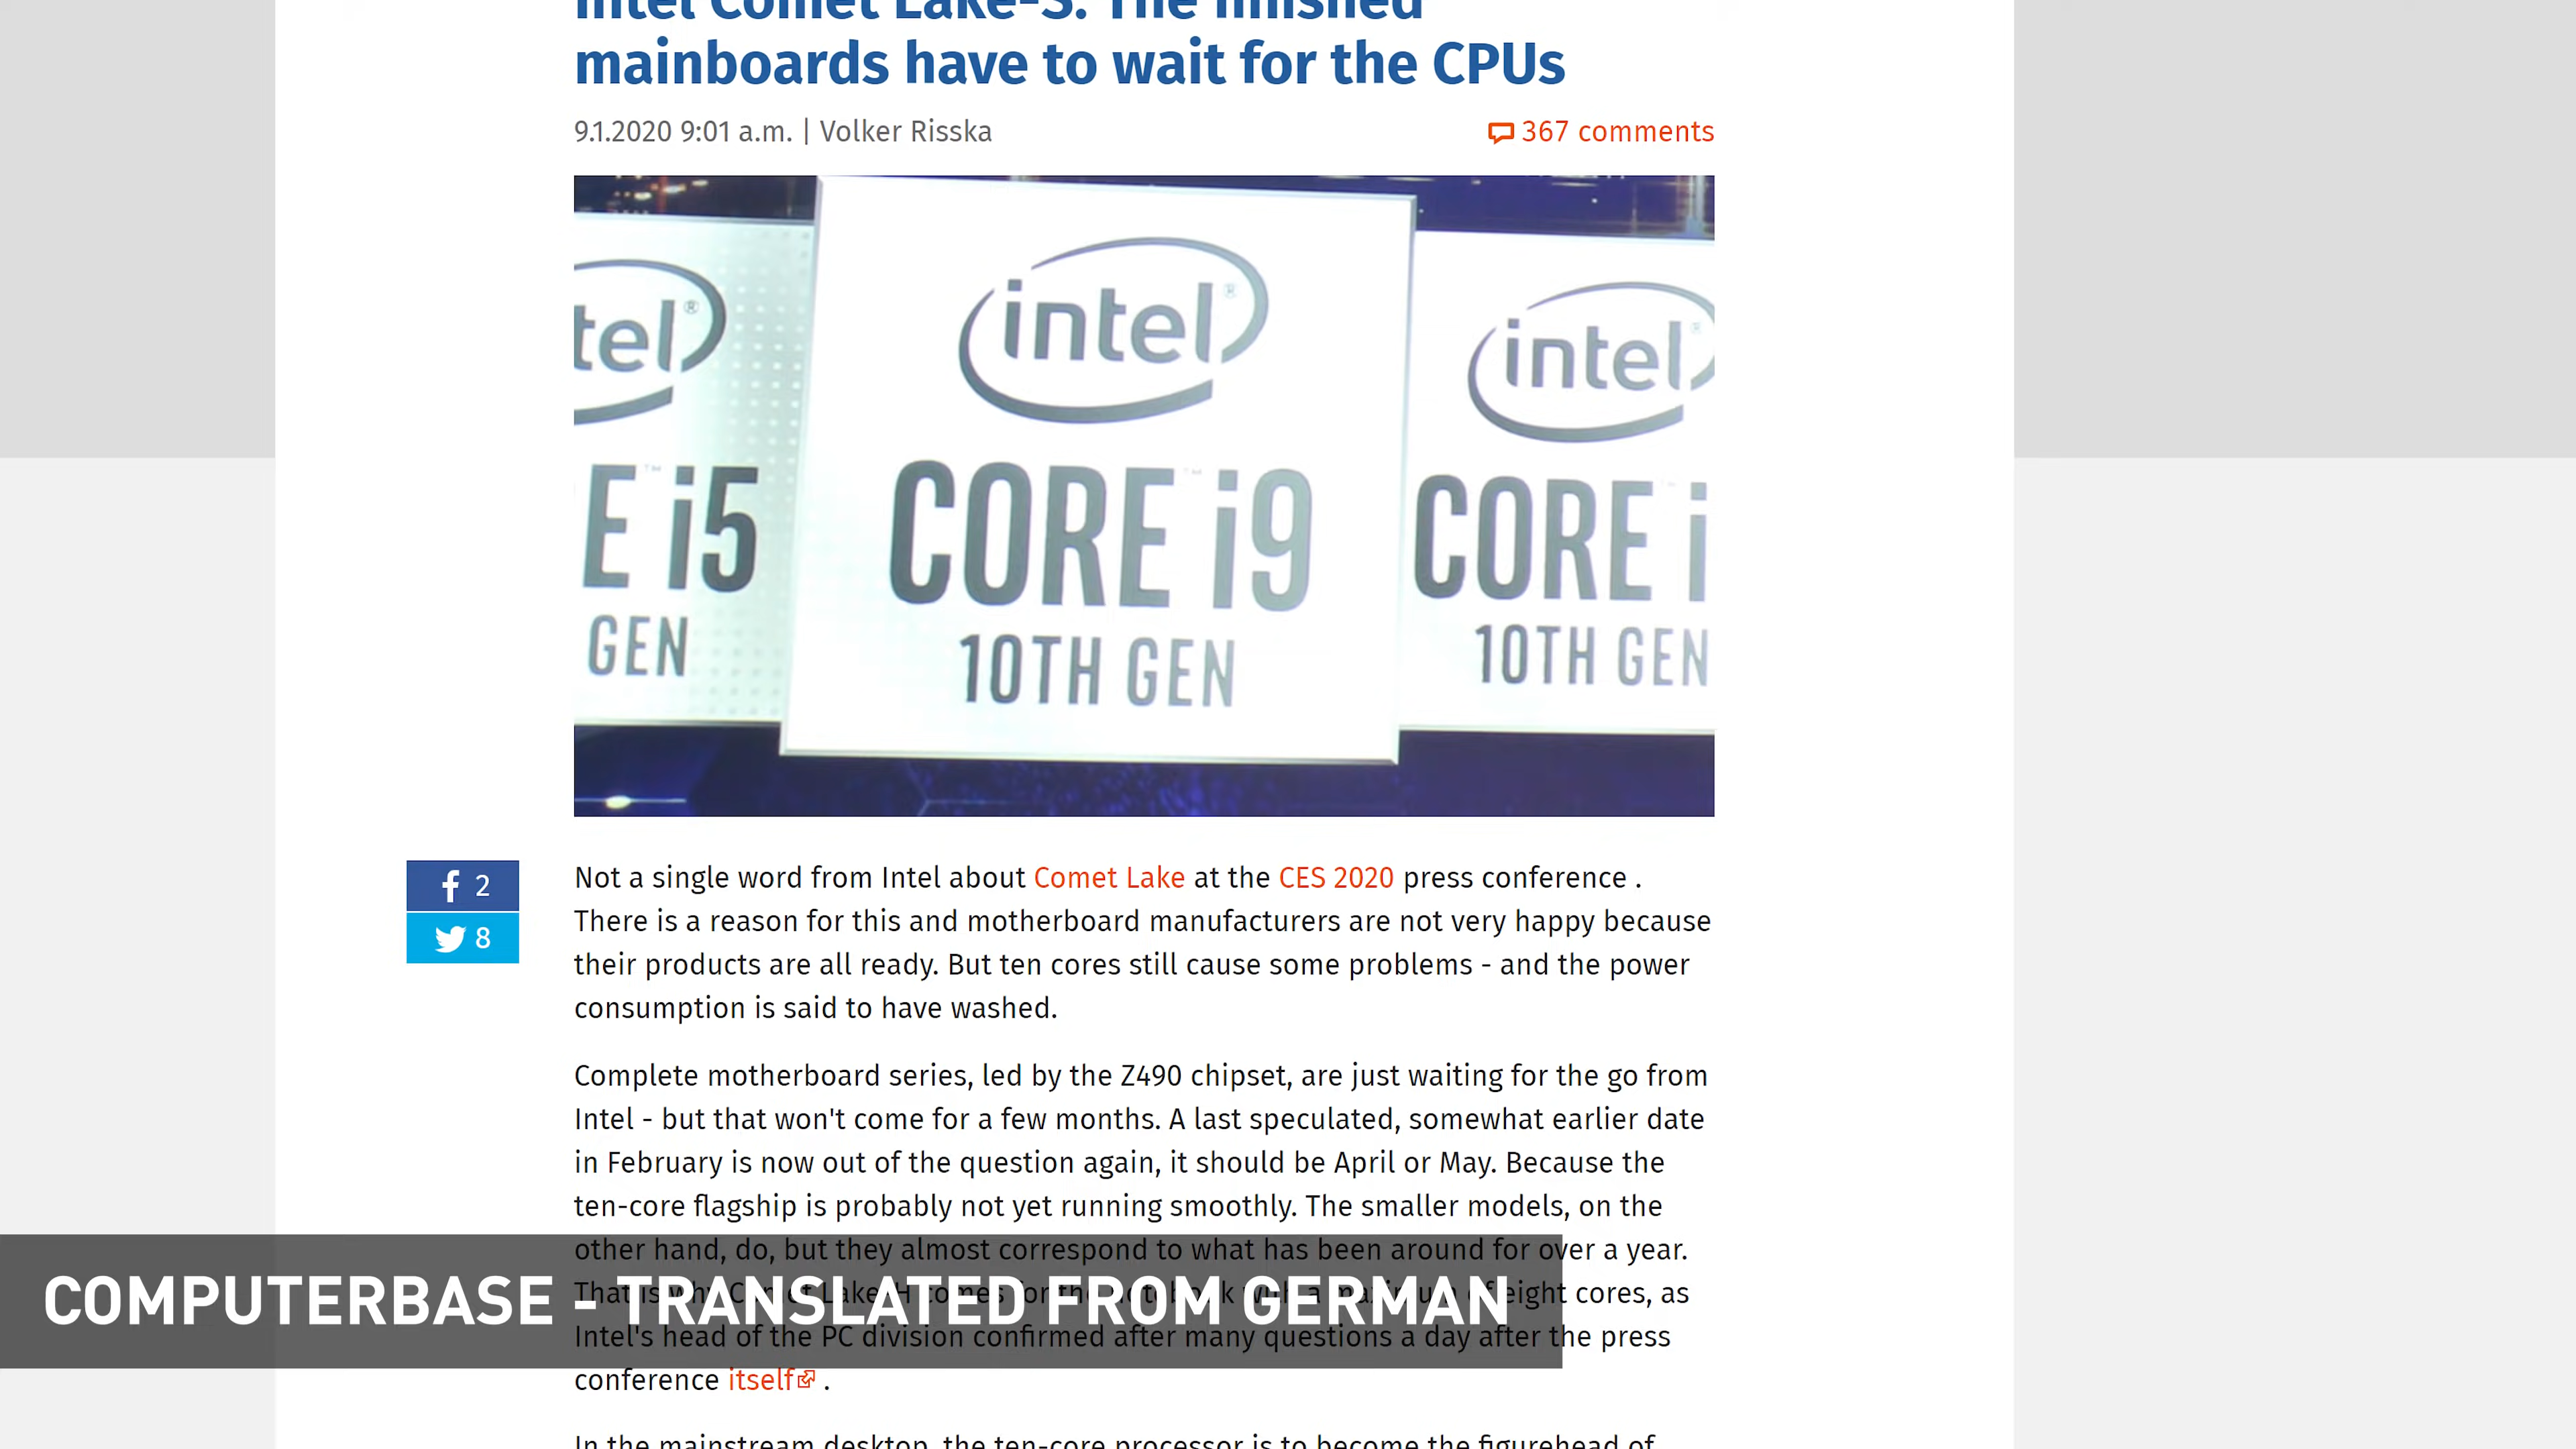 Intel Comet Lake-S: The finished
mainboards have to wait for the CPUs
9.1.2020 9:01 a.m. | Volker Risska
367 comments
tel®
intel®
intel®
E™ i5
CORE™ i9
CORE™ i
GEN
10TH GEN
10TH GEN
2
8
Not a single word from Intel about Comet Lake at the CES 2020 press conference .
There is a reason for this and motherboard manufacturers are not very happy because
their products are all ready. But ten cores still cause some problems - and the power
consumption is said to have washed.
Complete motherboard series, led by the Z490 chipset, are just waiting for the go from
Intel - but that won't come for a few months. A last speculated, somewhat earlier date
in February is now out of the question again, it should be April or May. Because the
ten-core flagship is probably not yet running smoothly. The smaller models, on the
other hand, do, but they almost correspond to what has been around for over a year.
That is why Comet Lake-H comes for the notebook with a maximum of eight cores, as
COMPUTERBASE - TRANSLATED FROM GERMAN
Intel's head of the PC division confirmed after many questions a day after the press
conference itself .
In the mainstream desktop, the ten-core processor is to become the figurehead of